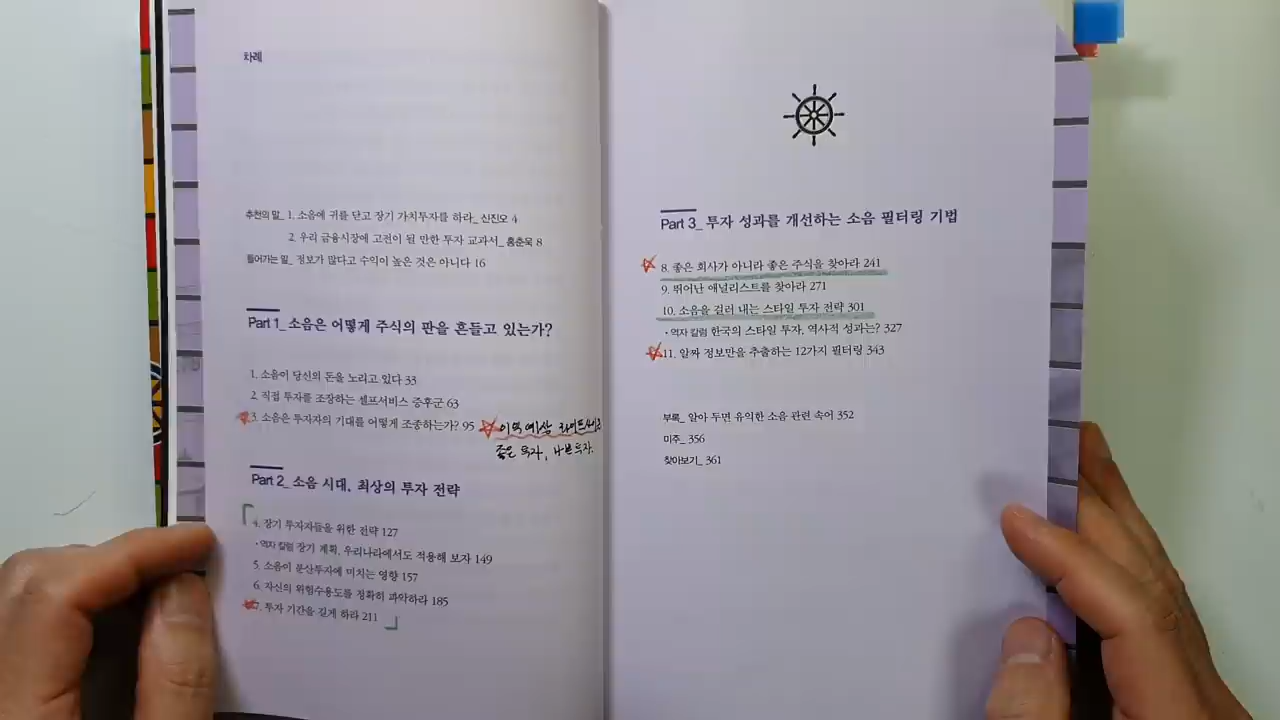 차례
추천의 말_ 1. 소음에 귀를 닫고 장기 가치투자를 하라_ 신진오 4
2. 우리 금융시장에 고전이 될 만한 투자 교과서_ 홍춘욱 8
들어가는 말_ 정보가 많다고 수익이 높은 것은 아니다 16
Part 1_ 소음은 어떻게 주식의 판을 흔들고 있는가?
1. 소음이 당신의 돈을 노리고 있다 33
2. 직접 투자를 조장하는 셀프서비스 증후군 63
3. 소음은 투자자의 기대를 어떻게 조종하는가? 95
이익예상 라이프사이클
좋은 투자, 나쁜 투자.
Part 2_ 소음 시대, 최상의 투자 전략
4. 장기 투자자들을 위한 전략 127
•역자 칼럼 장기 계획, 우리나라에서도 적용해 보자 149
5. 소음이 분산투자에 미치는 영향 157
6. 자신의 위험수용도를 정확히 파악하라 185
7. 투자 기간을 길게 하라 211
Part 3_ 투자 성과를 개선하는 소음 필터링 기법
8. 좋은 회사가 아니라 좋은 주식을 찾아라 241
9. 뛰어난 애널리스트를 찾아라 271
10. 소음을 걸러 내는 스타일 투자 전략 301
•역자 칼럼 한국의 스타일 투자, 역사적 성과는? 327
11. 알짜 정보만을 추출하는 12가지 필터링 343
부록_ 알아 두면 유익한 소음 관련 속어 352
미주_ 356
찾아보기_ 361